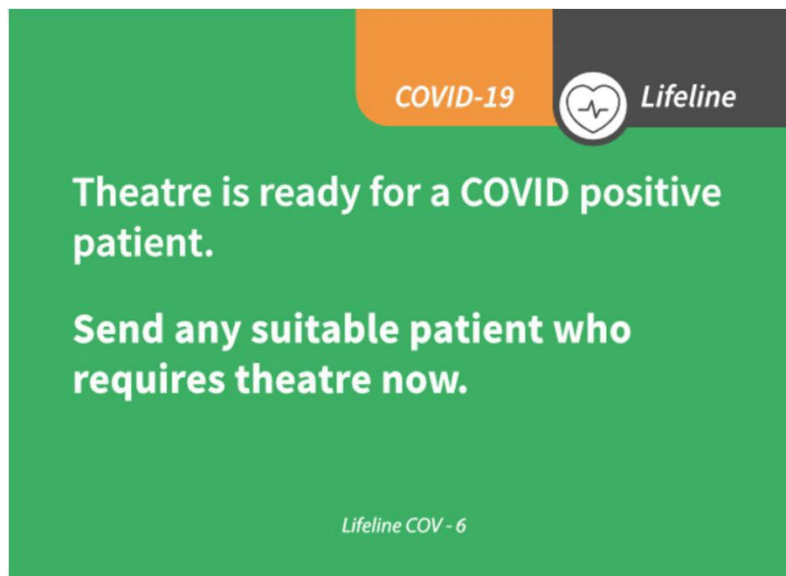 COVID-19
Lifeline
Theatre is ready for a COVID positive
patient.
Send any suitable patient who
requires theatre now.
Lifeline COV - 6